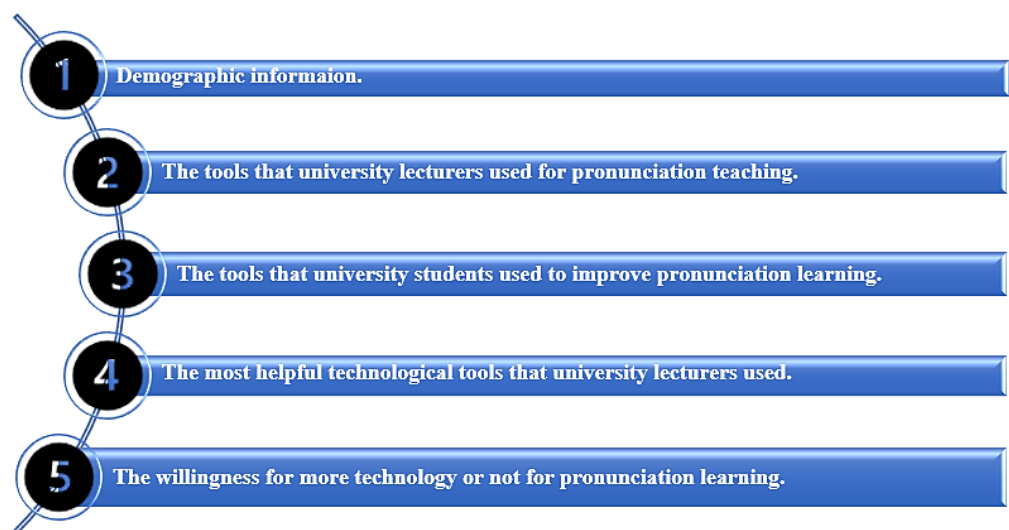 1 Demographic informaion.
2 The tools that university lecturers used for pronunciation teaching.
3 The tools that university students used to improve pronunciation learning.
4 The most helpful technological tools that university lecturers used.
5 The willingness for more technology or not for pronunciation learning.